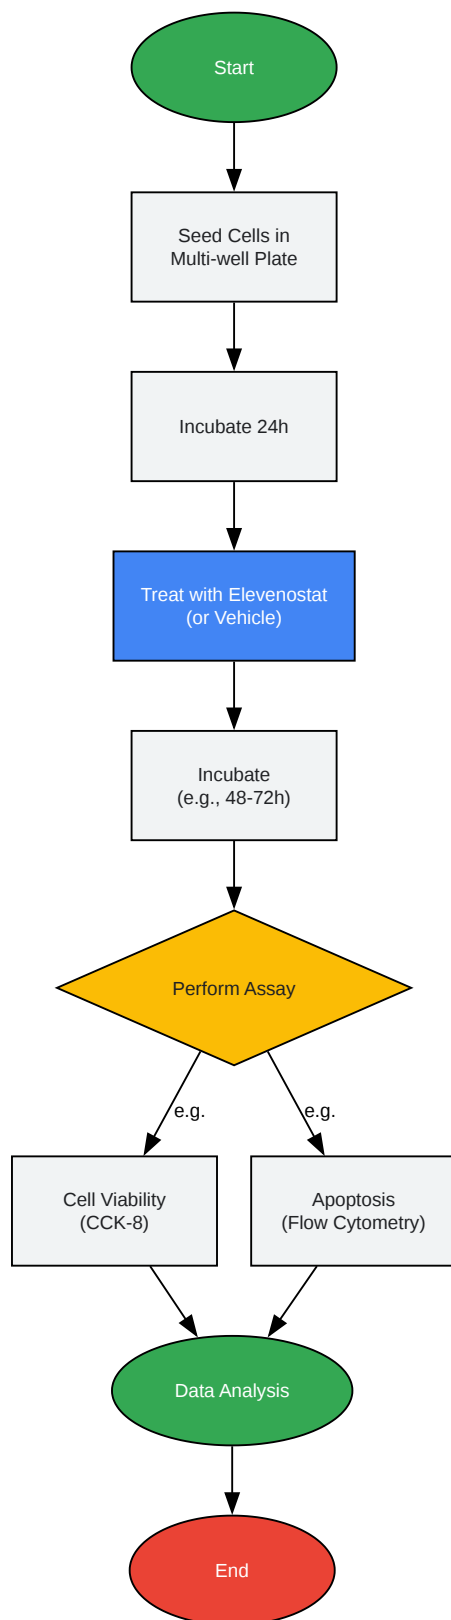 Start
Seed Cells in
Multi-well Plate
Incubate 24h
Treat with Elevenostat
(or Vehicle)
Incubate
(e.g., 48-72h)
Perform Assay
e.g.
e.g.
Cell Viability
(CCK-8)
Apoptosis
(Flow Cytometry)
Data Analysis
End